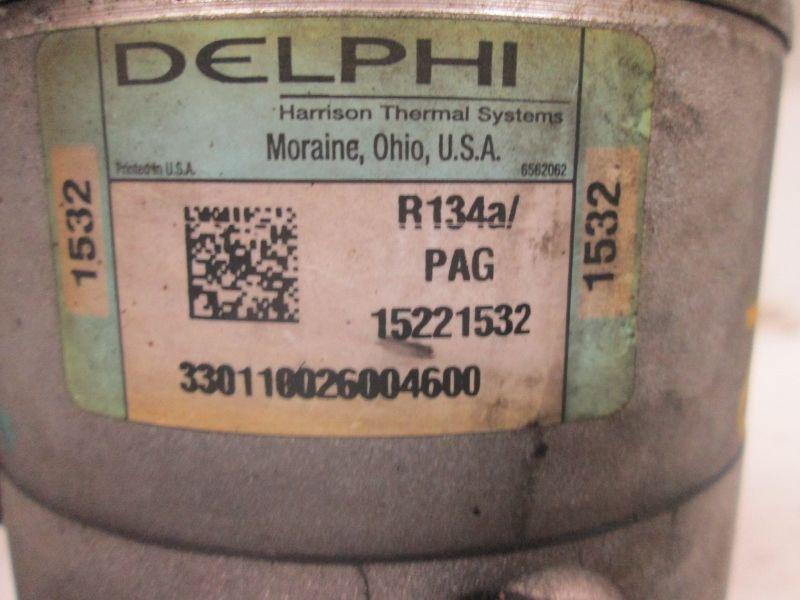 DELPHI
Harrison Thermal Systems
Moraine, Ohio, U.S.A.
Printed in U.S.A. 6562062
1532
R134a/
PAG
15221532
330110026004600
1532